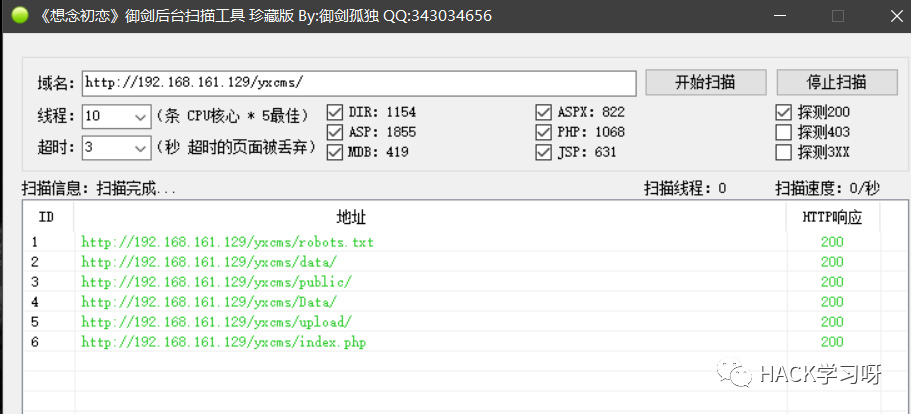 《想念初恋》御剑后台扫描工具 珍藏版 By:御剑孤独 QQ:343034656
域名: http://192.168.161.129/yxcms/ 开始扫描 停止扫描
线程: 10 (条 CPU核心 * 5最佳) DIR: 1154 ASPX: 822 探测200
ASP: 1855 PHP: 1068 探测403
超时: 3 (秒 超时的页面被丢弃) MDB: 419 JSP: 631 探测3XX
扫描信息: 扫描完成... 扫描线程: 0 扫描速度: 0/秒
ID 地址 HTTP响应
1 http://192.168.161.129/yxcms/robots.txt 200
2 http://192.168.161.129/yxcms/data/ 200
3 http://192.168.161.129/yxcms/public/ 200
4 http://192.168.161.129/yxcms/Data/ 200
5 http://192.168.161.129/yxcms/upload/ 200
6 http://192.168.161.129/yxcms/index.php 200
HACK学习呀